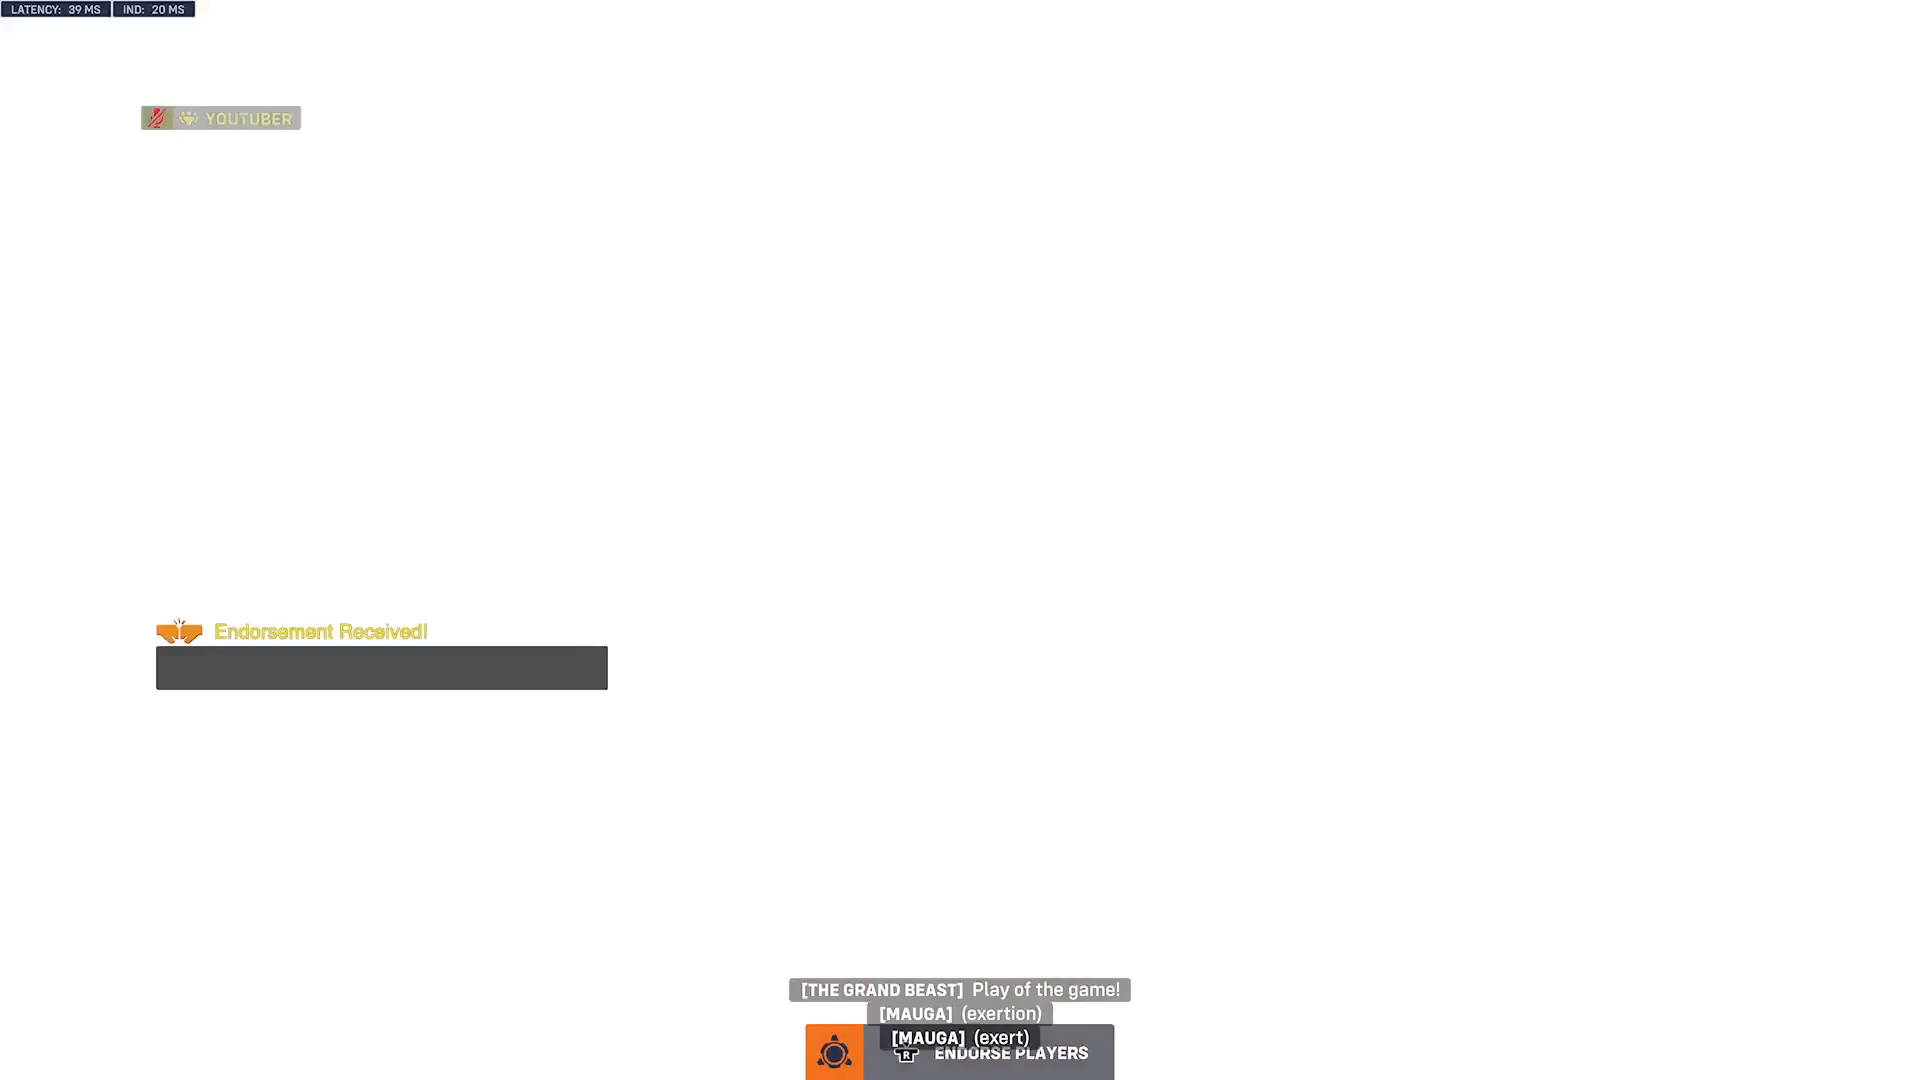 LATENCY: 39 MS IND: 20 MS
YOUTUBER
Endorsement Received!
[THE GRAND BEAST] Play of the game!
[MAUGA] (exertion)
[MAUGA] (exert)
R ENDORSE PLAYERS